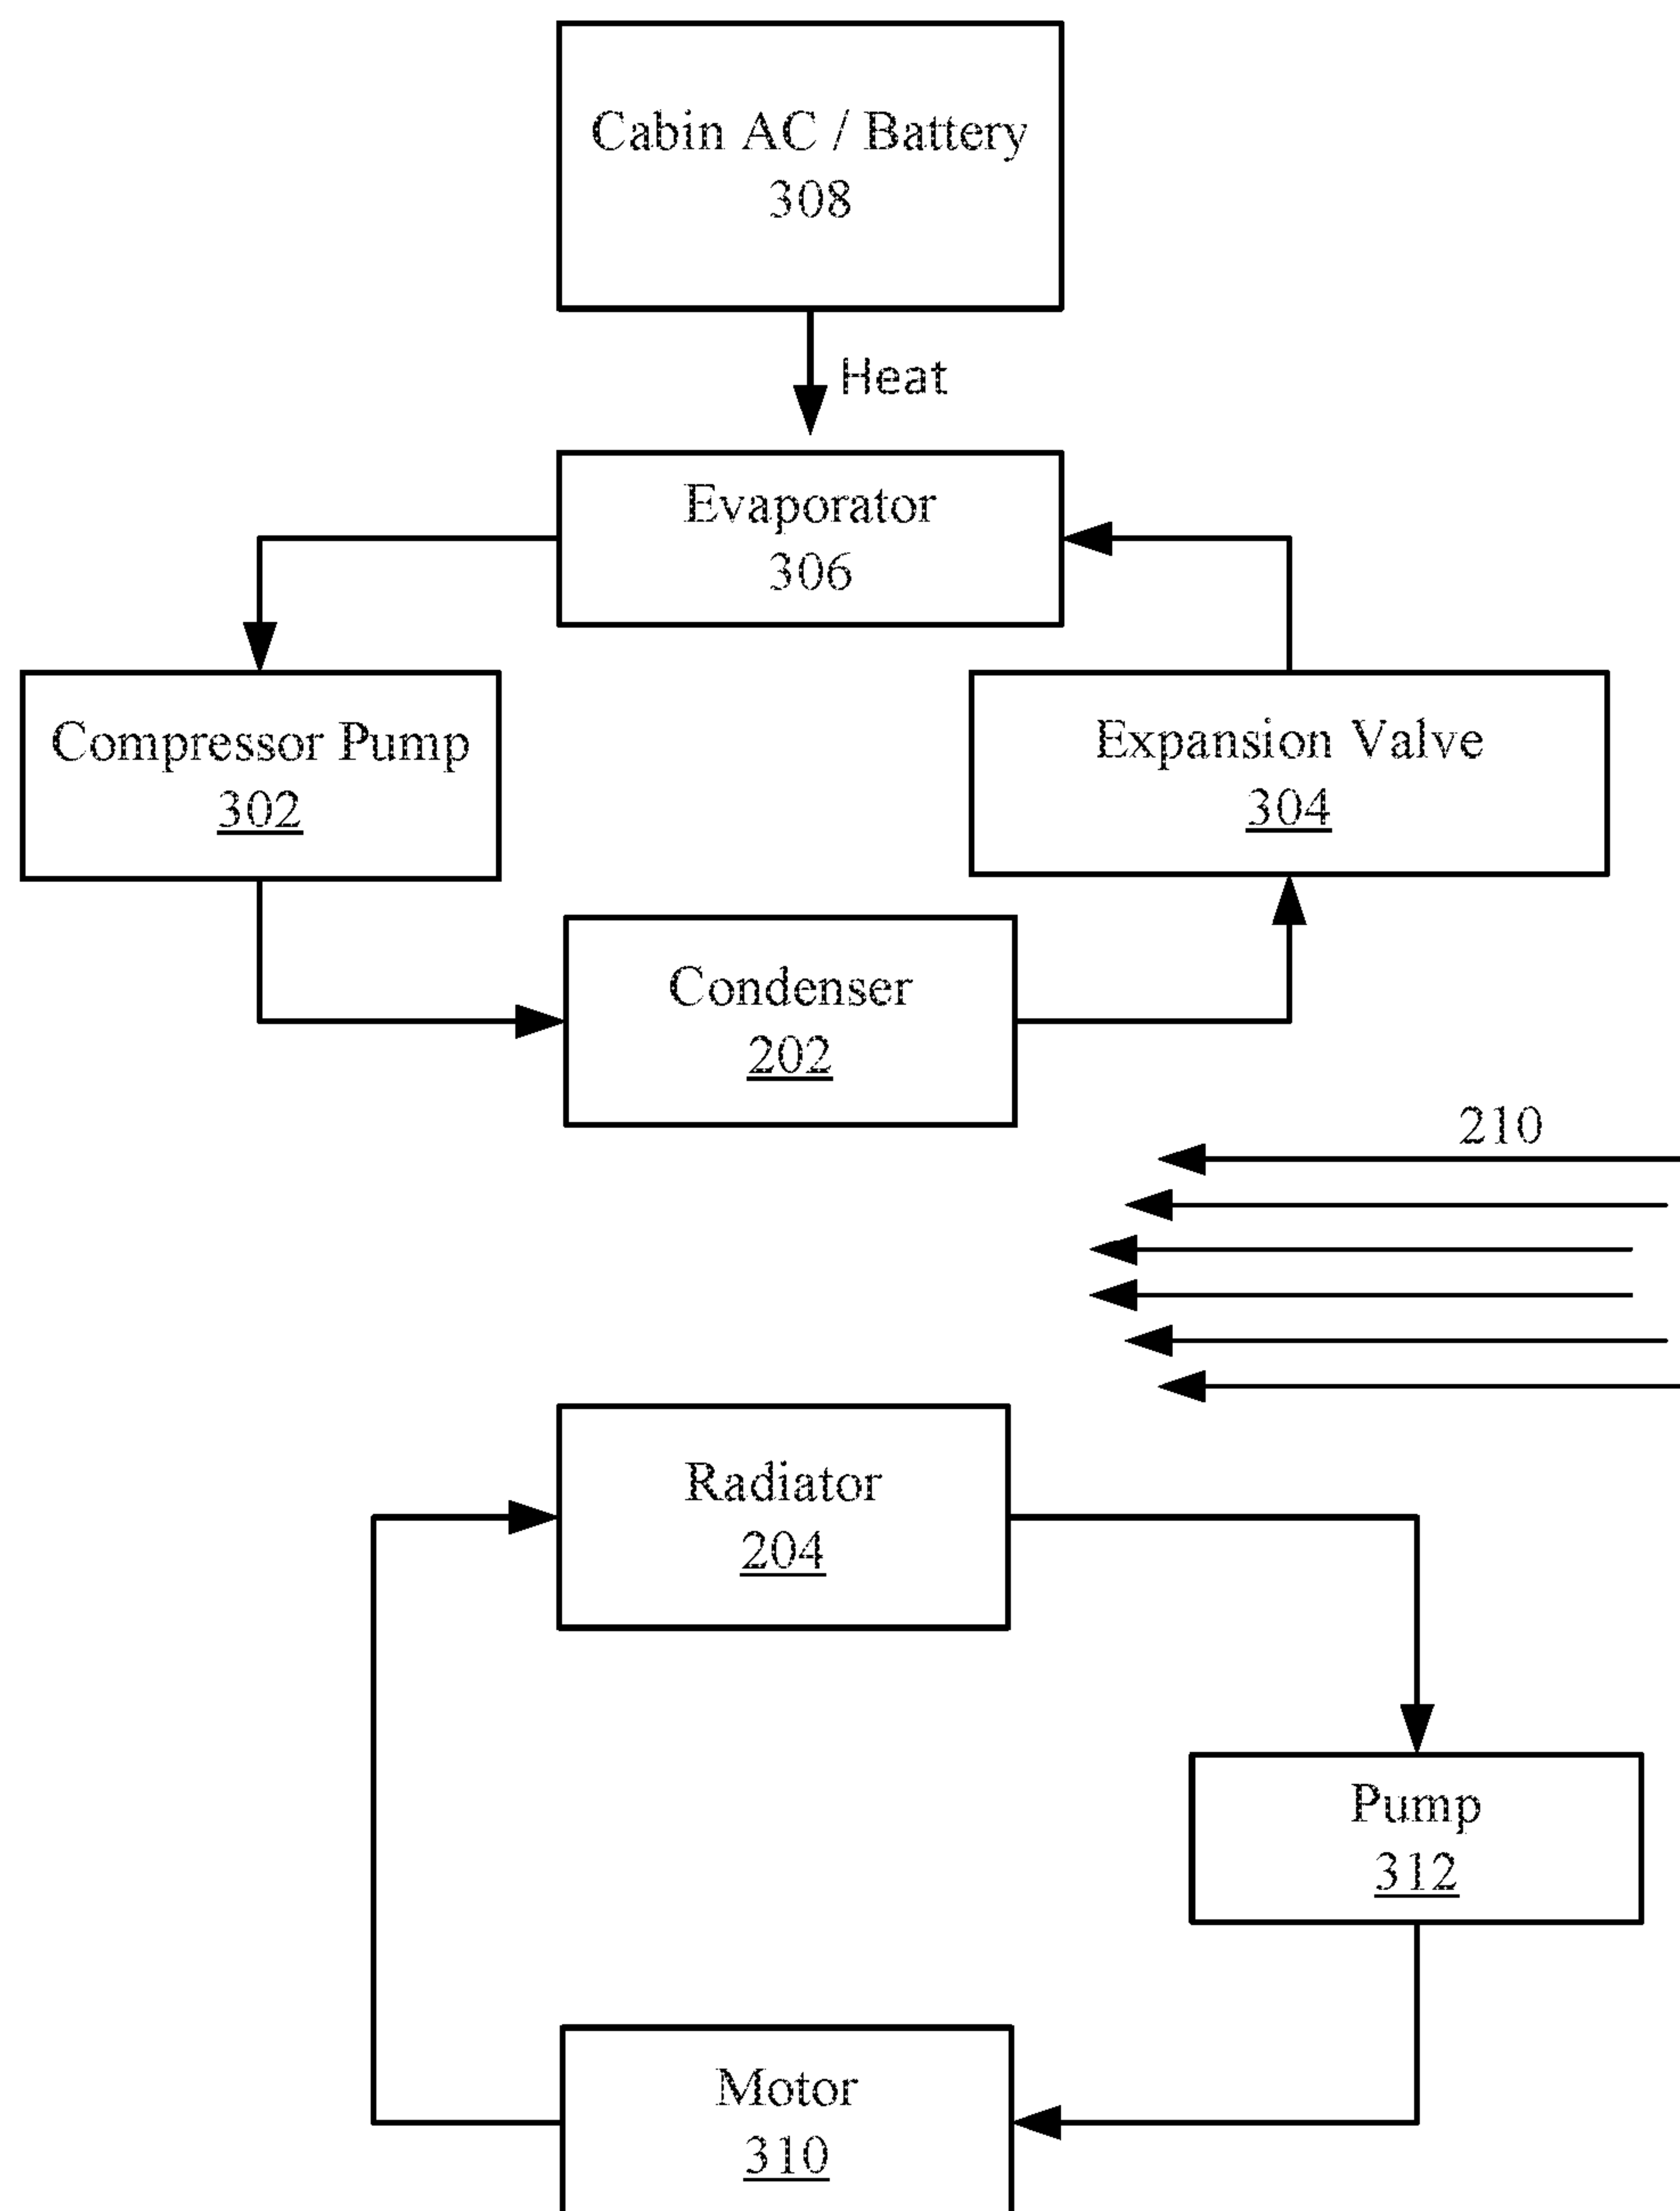 Cabin AC / Battery
308
Heat
Evaporator
306
Compressor Pump
302
Expansion Valve
304
Condenser
202
210
Radiator
204
Pump
312
Motor
310